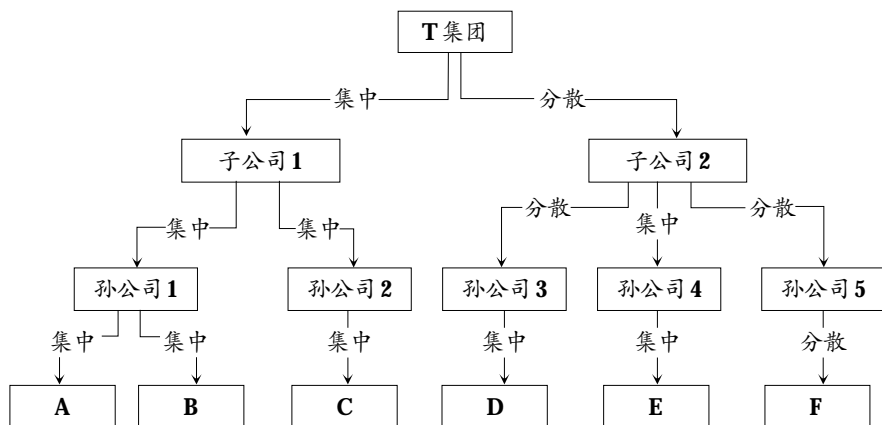 T集团
集中 分散
子公司1 子公司2
分散 分散
集中 集中 集中
孙公司1 孙公司2 孙公司3 孙公司4 孙公司5
集中 集中 集中 集中 集中 分散
A B C D E F